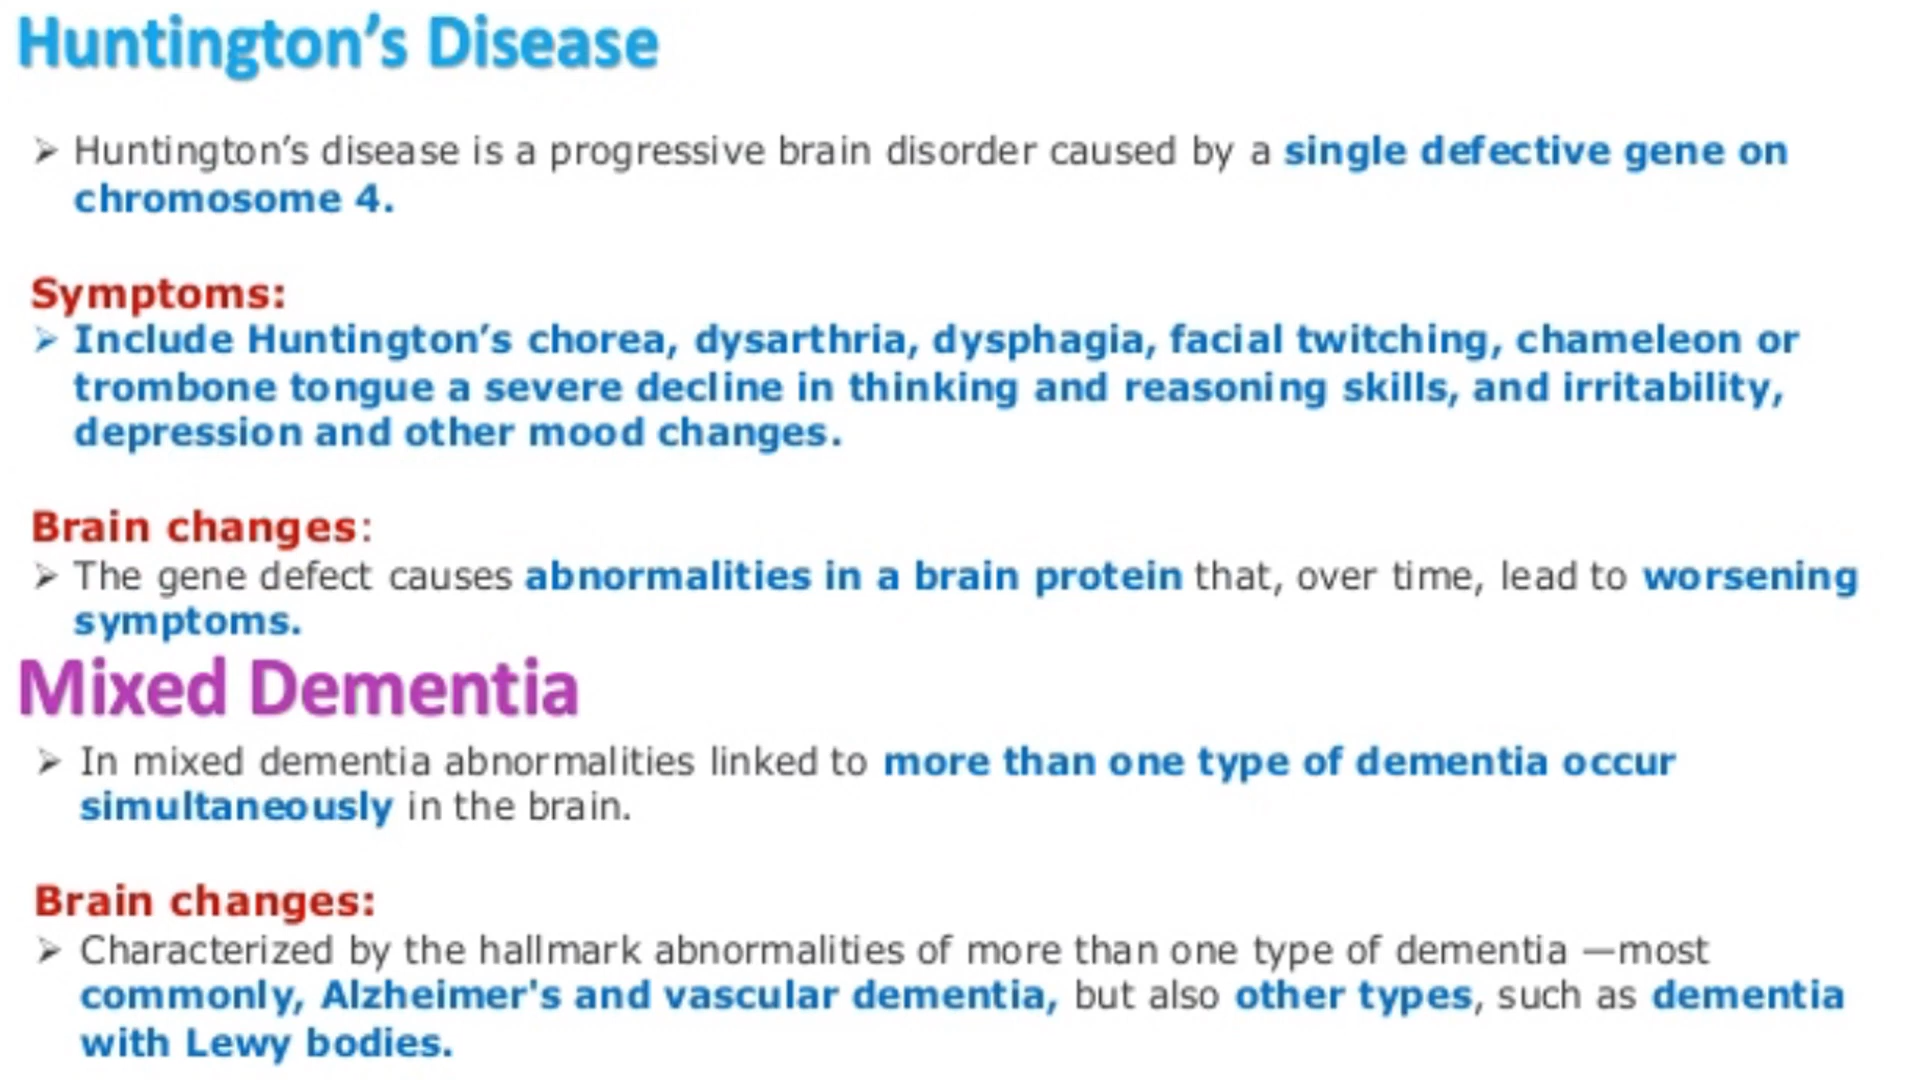 Huntington’s Disease
➢ Huntington’s disease is a progressive brain disorder caused by a single defective gene on
chromosome 4.
Symptoms:
➢ Include Huntington’s chorea, dysarthria, dysphagia, facial twitching, chameleon or
trombone tongue a severe decline in thinking and reasoning skills, and irritability,
depression and other mood changes.
Brain changes:
➢ The gene defect causes abnormalities in a brain protein that, over time, lead to worsening
symptoms.
Mixed Dementia
➢ In mixed dementia abnormalities linked to more than one type of dementia occur
simultaneously in the brain.
Brain changes:
➢ Characterized by the hallmark abnormalities of more than one type of dementia —most
commonly, Alzheimer's and vascular dementia, but also other types, such as dementia
with Lewy bodies.